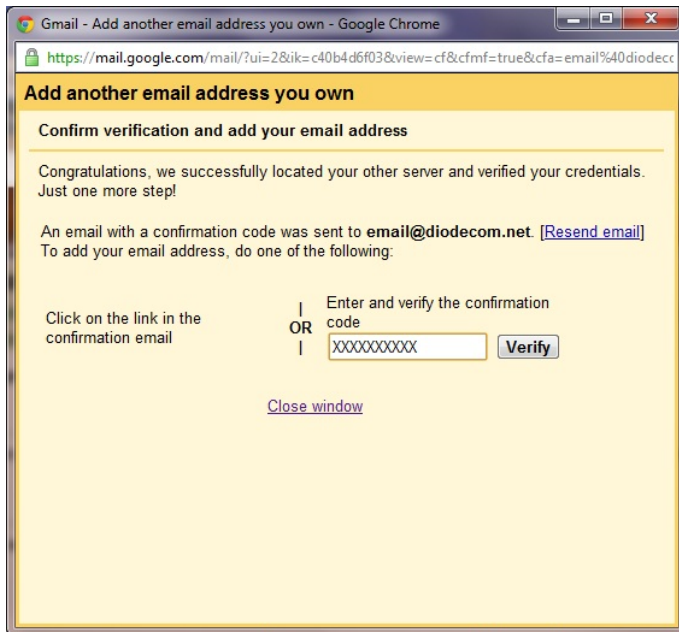 Gmail - Add another email address you own - Google Chrome
https://mail.google.com/mail/?ui=2&ik=c40b4d6f03&view=cf&cfmf=true&cfa=email%40diodecc
Add another email address you own
Confirm verification and add your email address
Congratulations, we successfully located your other server and verified your credentials.
Just one more step!
An email with a confirmation code was sent to email@diodecom.net. [Resend email]
To add your email address, do one of the following:
Click on the link in the
confirmation email
|
OR
|
Enter and verify the confirmation
code
XXXXXXXXXX
Verify
Close window